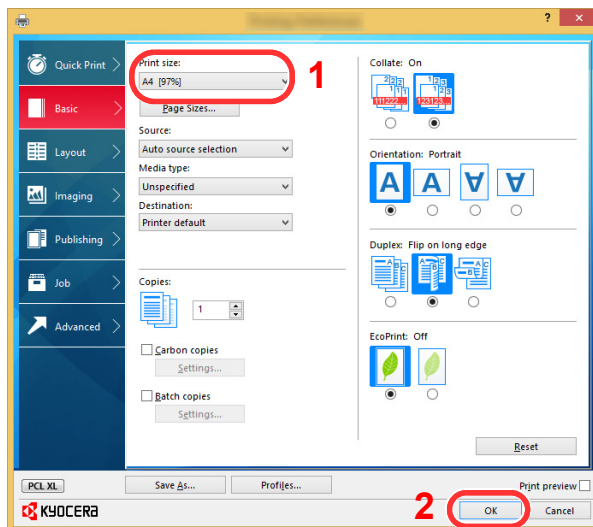 ?
Quick Print
Basic
Layout
Imaging
Publishing
Job
Advanced
Print size:
1
A4 [97%]
Page Sizes...
Source:
Auto source selection
Media type:
Unspecified
Destination:
Printer default
Copies:
1
Carbon copies
Settings...
Batch copies
Settings...
Collate: On
111222...
123123...
Orientation: Portrait
A A A A
Duplex: Flip on long edge
A B C
A B C
A B C
EcoPrint: Off
Reset
PCL XL
Save As...
Profiles...
Print preview
KYOCERA
2
OK
Cancel